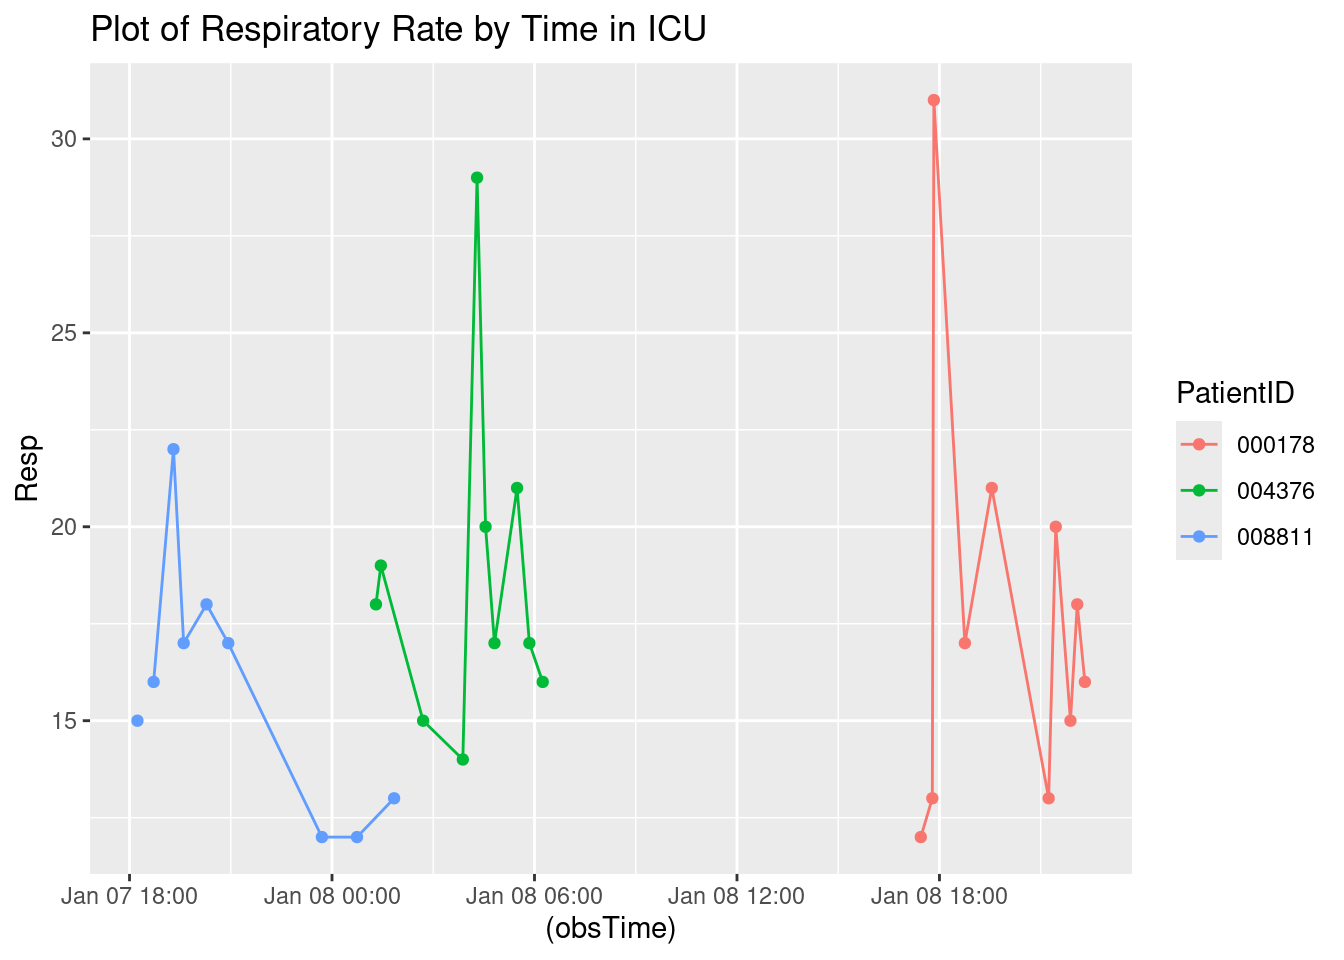 Plot of Respiratory Rate by Time in ICU
30
25
20
15
Resp
Jan 07 18:00
Jan 08 00:00
Jan 08 06:00
Jan 08 12:00
Jan 08 18:00
(obsTime)
PatientID
000178
004376
008811